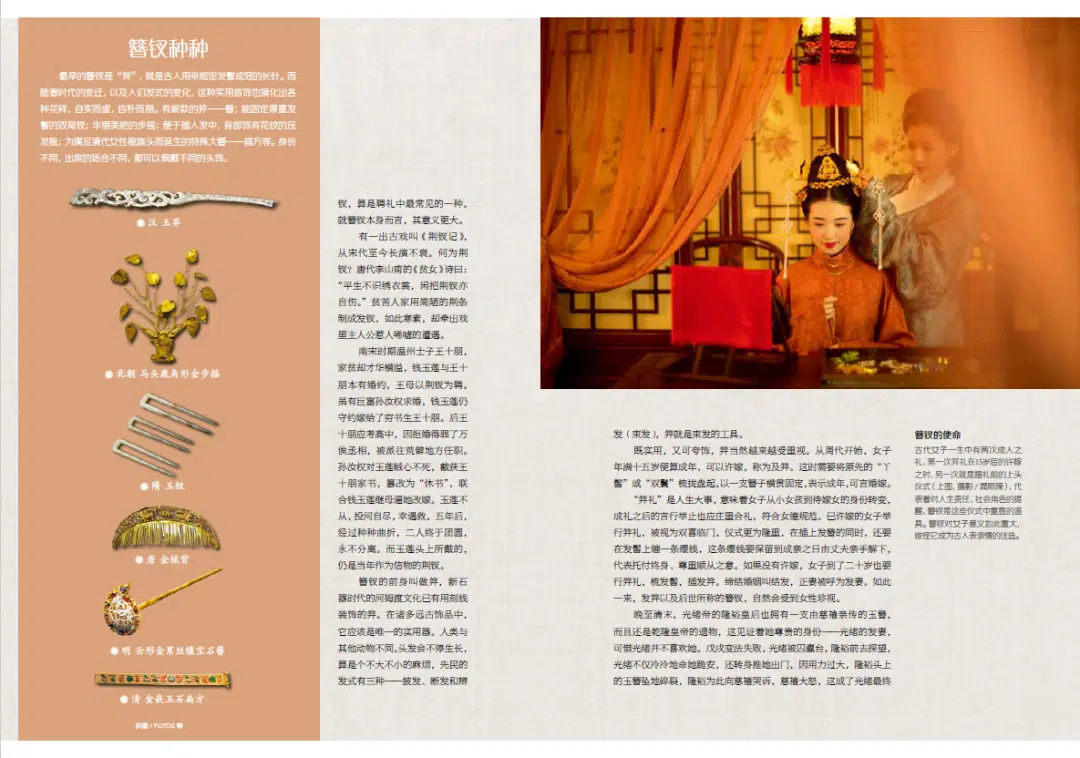 簪钗种种
最早的簪钗是“笄”，就是古人用来绾定发髻或冠的长针。而
随着时代的变迁，以及人们发式的变化，这种实用首饰也演化出各
种花样，自实而虚，自朴而丽。有新款的笄——簪；能固定厚重发
髻的双尾钗；华丽美艳的步摇；便于插人发中，背部饰有花纹的压
发梳；为满足清代女性被旗头而诞生的特殊大簪——扁方等。身份
不同，出席的场合不同，都可以佩戴不同的头饰。
汉 玉笄
北朝 马头鹿角形金步摇
隋 玉钗
唐 金梳背
明 云形金累丝镶宝石簪
清 金嵌玉石扁方
供图/FOTOE 等
钗，算是聘礼中最常见的一种。
就簪钗本身而言，其意义更大。
有一出古戏叫《荆钗记》，
从宋代至今长演不衰。何为荆
钗？唐代李山甫的《贫女》诗曰：
“平生不识绣衣裳，闲把荆钗亦
自伤。”贫苦人家用简陋的荆条
制成发钗，如此寒素，却牵出戏
里主人公惹人唏嘘的遭遇。
南宋时期温州士子王十朋，
家贫却才华横溢，钱玉莲与王十
朋本有婚约，王母以荆钗为聘。
虽有巨富孙汝权求婚，钱玉莲仍
守约嫁给了穷书生王十朋。后王
十朋应考高中，因拒婚得罪了万
俟丞相，被派往荒僻地方任职。
孙汝权对玉莲贼心不死，截获王
十朋家书，篡改为“休书”，联
合钱玉莲继母逼她改嫁。玉莲不
从，投河自尽，幸遇救。五年后，
经过种种曲折，二人终于团圆，
永不分离。而玉莲头上所戴的，
仍是当年作为信物的荆钗。
簪钗的前身叫做笄，新石
器时代的河姆度文化已有用刻线
装饰的笄。在诸多远古饰品中，
它应该是唯一的实用器。人类与
其他动物不同，头发会不停生长，
算是个不大不小的麻烦，先民的
发式有三种——披发、断发和辫
发（束发），笄就是束发的工具。
既实用，又可夸饰，笄当然越来越受重视。从周代开始，女子
年满十五岁便算成年，可以许嫁，称为及笄。这时需要将原先的“丫
髻”或“双鬟”梳拢盘起，以一支簪子横贯固定，表示成年，可言婚嫁。
“笄礼”是人生大事，意味着女子从小女孩到待嫁女的身份转变，
成礼之后的言行举止也应庄重合礼，符合女德规范。已许嫁的女子举
行笄礼，被视为双喜临门，仪式更为隆重，在插上发簪的同时，还要
在发髻上缠一条缨线，这条缨线要保留到成亲之日由丈夫亲手解下，
代表托付终身、尊重顺从之意。如果没有许嫁，女子到了二十岁也要
行笄礼，梳发髻，插发笄。缔结婚姻叫结发，正妻被呼为发妻。如此
一来，发笄以及后世所称的簪钗，自然会受到女性珍视。
晚至清末，光绪帝的隆裕皇后也拥有一支由慈禧亲传的玉簪，
而且还是乾隆皇帝的遗物，这见证着她尊贵的身份——光绪的发妻，
可惜光绪并不喜欢她。戊戌变法失败，光绪被囚瀛台，隆裕前去探望，
光绪不仅冷冷地命她跪安，还转身推她出门，因用力过大，隆裕头上
的玉簪坠地碎裂，隆裕为此向慈禧哭诉，慈禧大怒，这成了光绪最终
簪钗的使命
古代女子一生中有两次成人之
礼。第一次笄礼在15岁后的许嫁
之时，另一次就是婚礼前的上头
仪式（上图，摄影／），代
表着对人生责任、社会角色的提
醒，簪钗是这些仪式中重要的道
具。簪钗对女子意义如此重大，
难怪它成为古人表衷情的佳选。